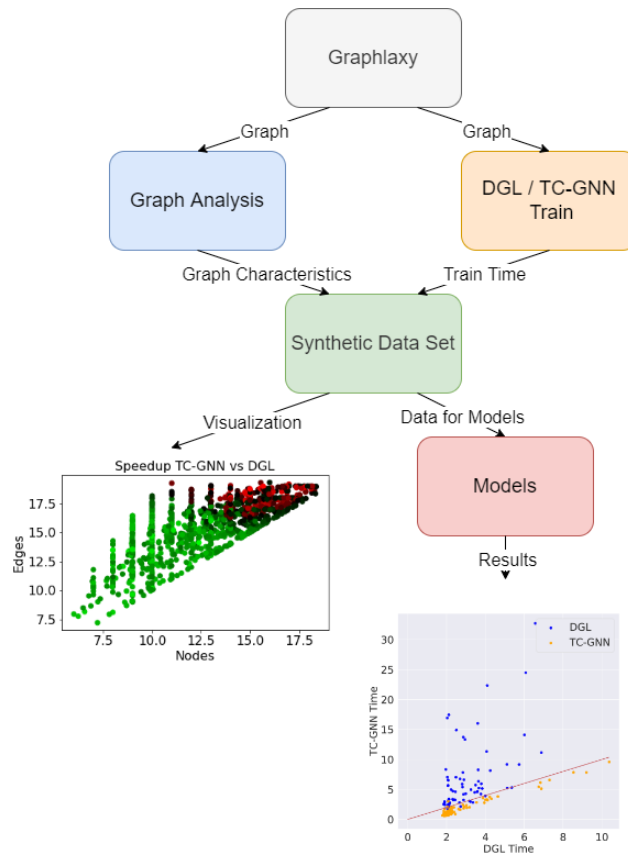 Graphlaxy
Graph
Graph
Graph Analysis
DGL / TC-GNN
Train
Graph Characteristics
Train Time
Synthetic Data Set
Visualization
Data for Models
Speedup TC-GNN vs DGL
Edges
17.5
15.0
12.5
10.0
7.5
7.5
10.0
12.5
15.0
17.5
Nodes
Models
Results
DGL
TC-GNN
TC-GNN Time
30
25
20
15
10
5
0
0
2
4
6
8
10
DGL Time